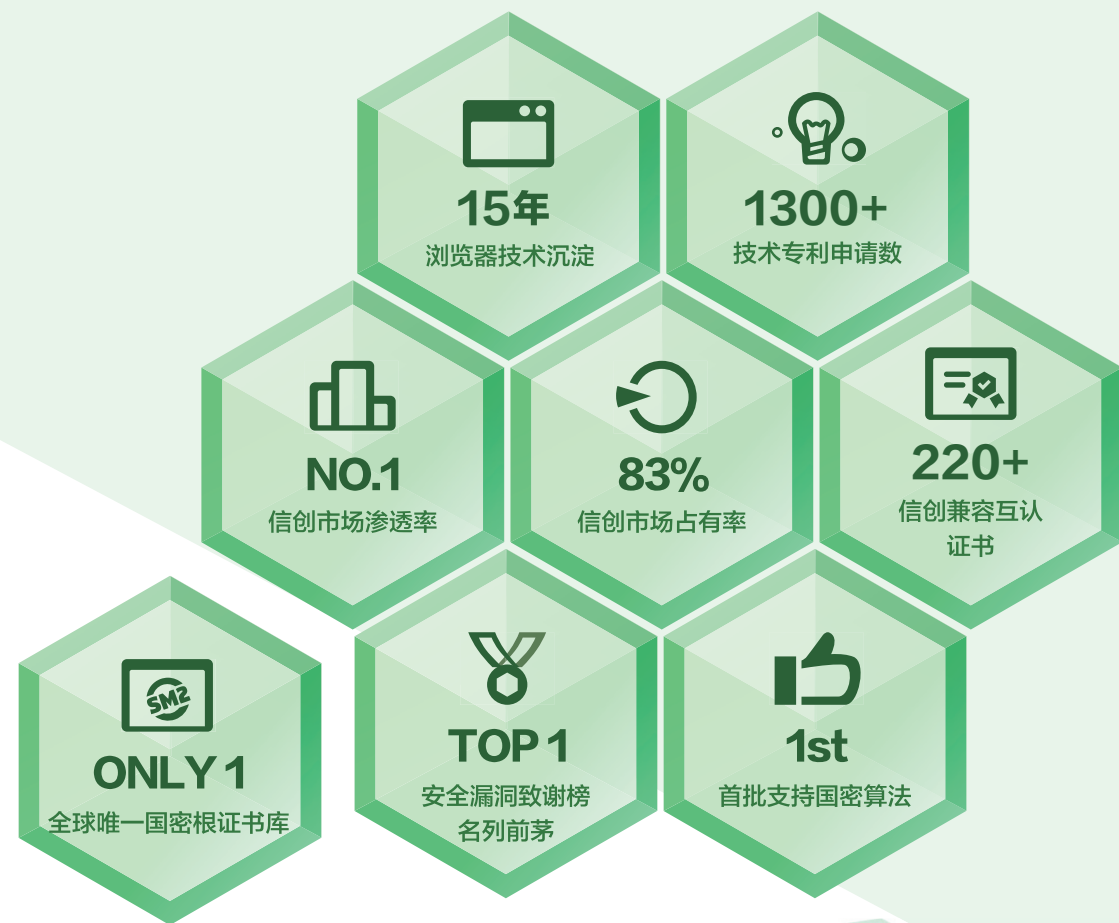 15年
浏览器技术沉淀
1300+
技术专利申请数
NO.1
信创市场渗透率
83%
信创市场占有率
220+
信创兼容互认
证书
SM2
ONLY 1
全球唯一国密根证书库
TOP 1
安全漏洞致谢榜
名列前茅
1st
首批支持国密算法